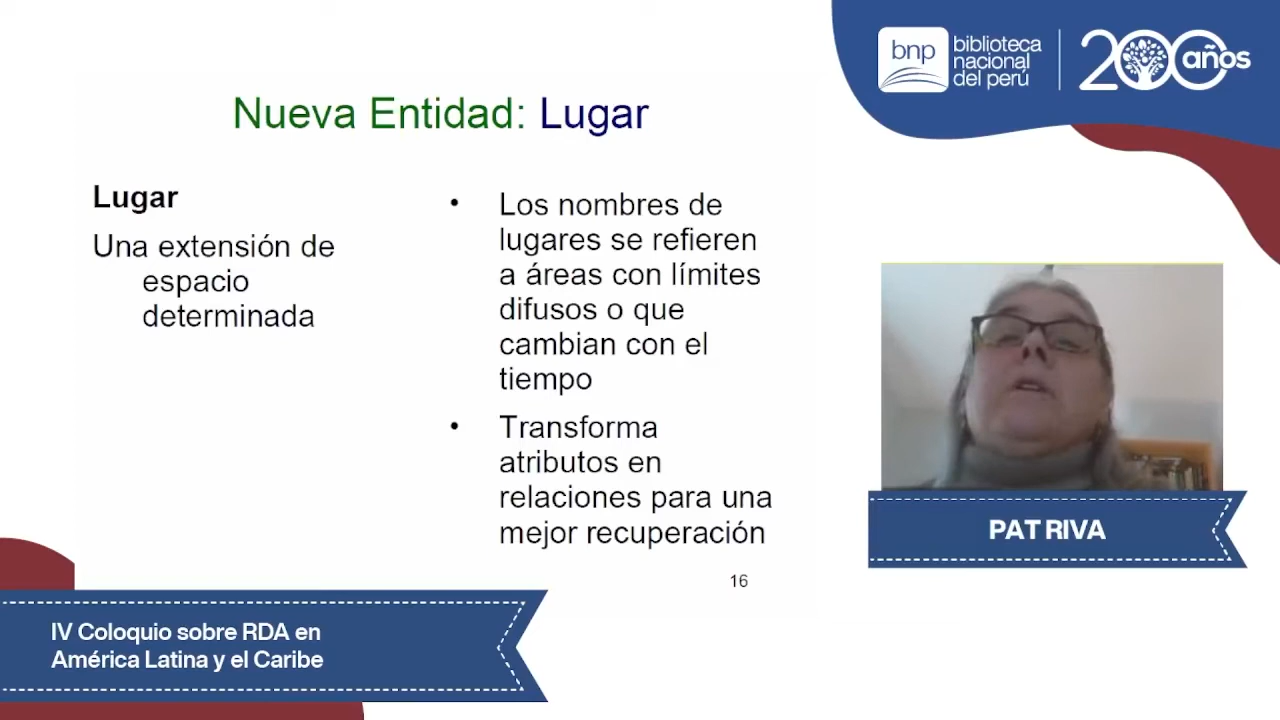 bnp
biblioteca
nacional
del perú
200 años
Nueva Entidad: Lugar
Lugar
Una extensión de
espacio
determinada
• Los nombres de
lugares se refieren
a áreas con límites
difusos o que
cambian con el
tiempo
• Transforma
atributos en
relaciones para una
mejor recuperación
16
PAT RIVA
IV Coloquio sobre RDA en
América Latina y el Caribe